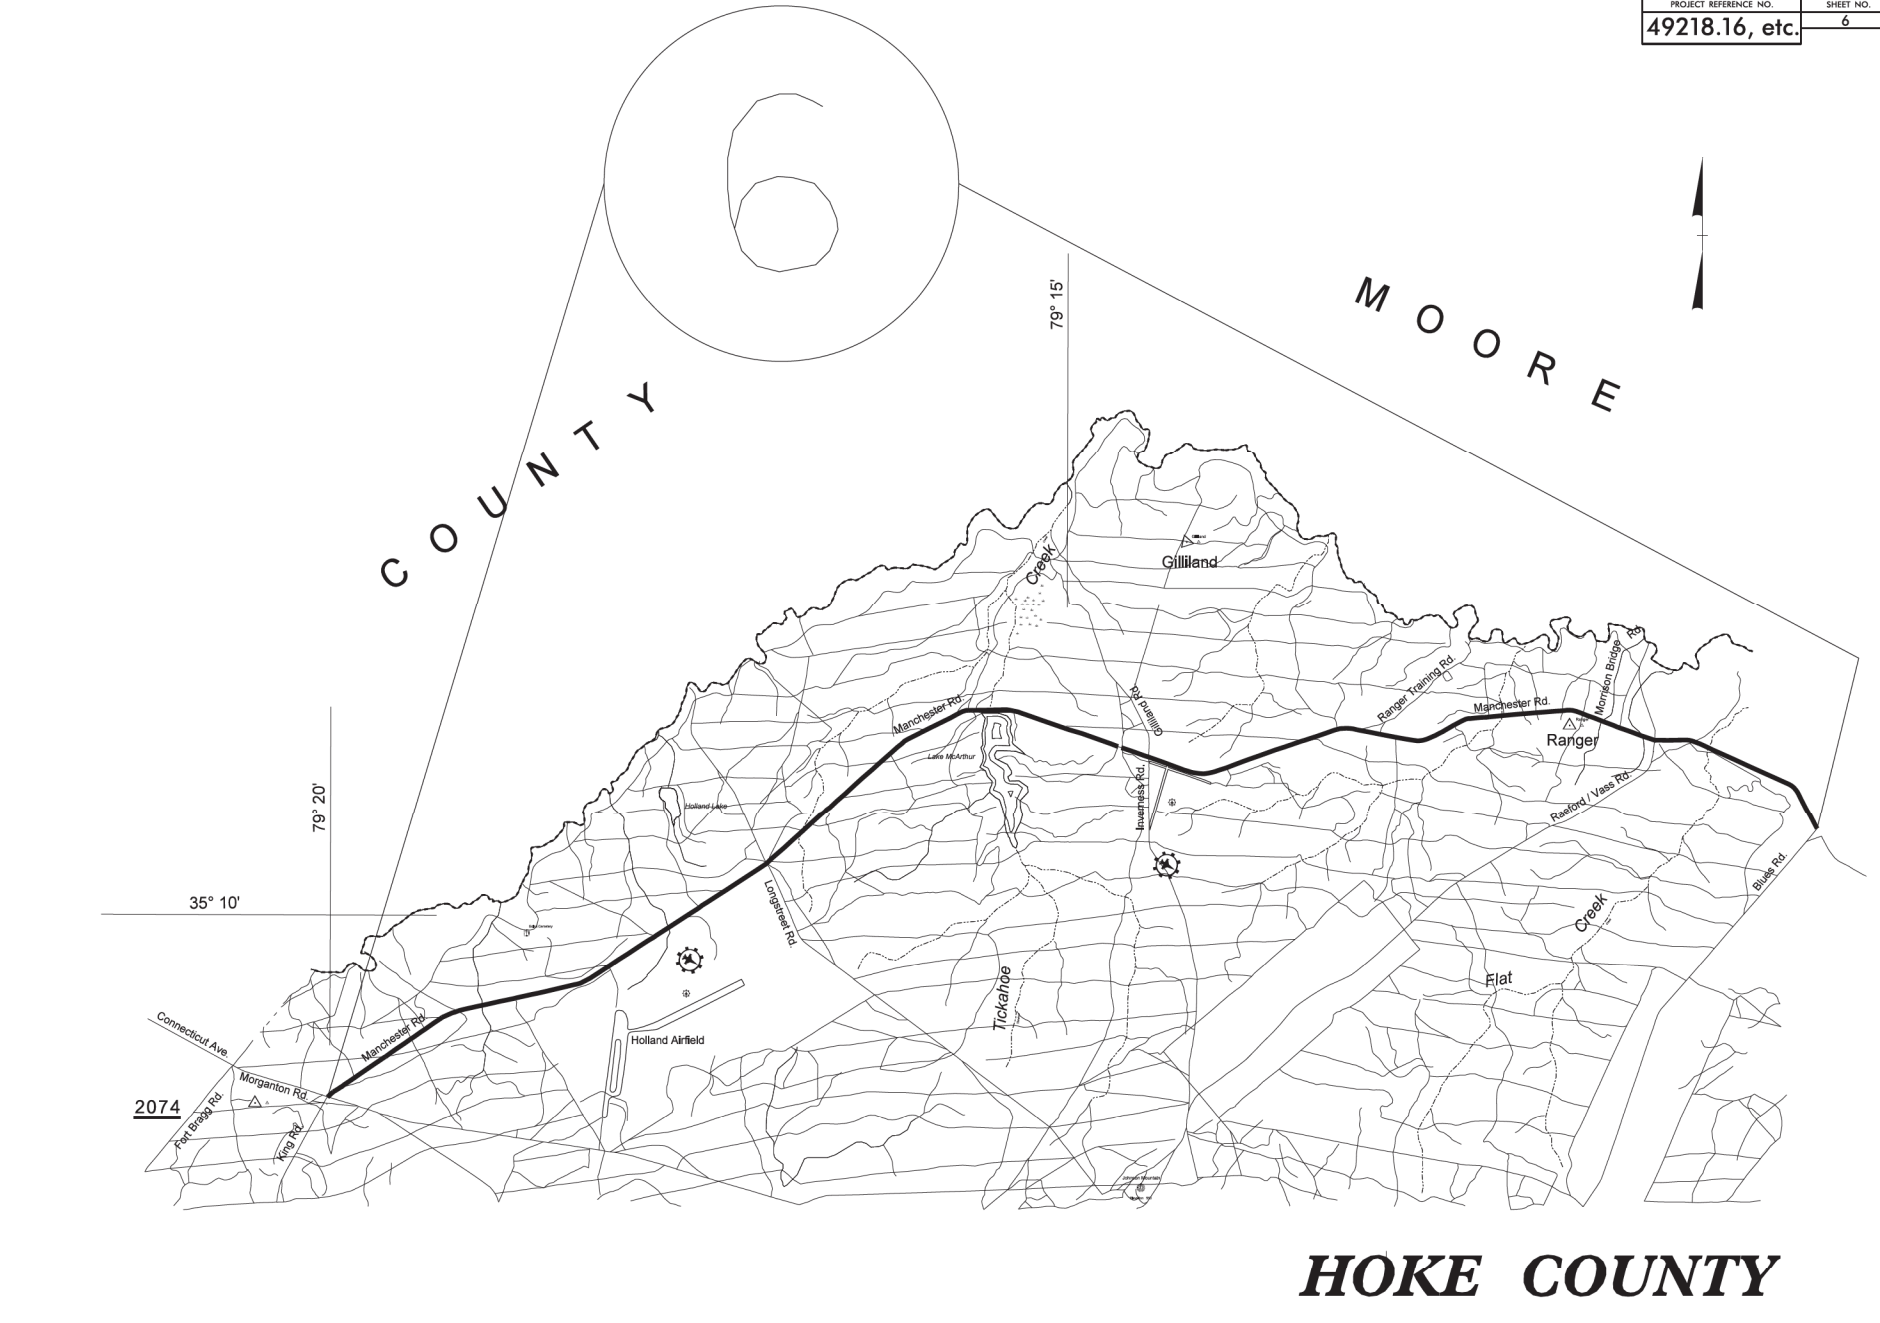 PROJECT REFERENCE NO.
SHEET NO.
49218.16, etc.
6
6
MOORE
COUNTY
79° 15'
79° 20'
35° 10'
Creek
Gilliland
Gilliland Rd
Ranger Training Rd.
Morrison Bridge Rd
Manchester Rd.
Manchester Rd.
Ranger
Lake McArthur
Holland Lake
Inverness Rd.
Raeford / Vass Rd.
Blues Rd.
Longstreet Rd.
Creek
Flat
Tickahoe
Holland Airfield
Manchester Rd.
Connecticut Ave.
Morganton Rd.
2074
Fort Bragg Rd.
King Rd.
Johnson Mountain
HOKE COUNTY